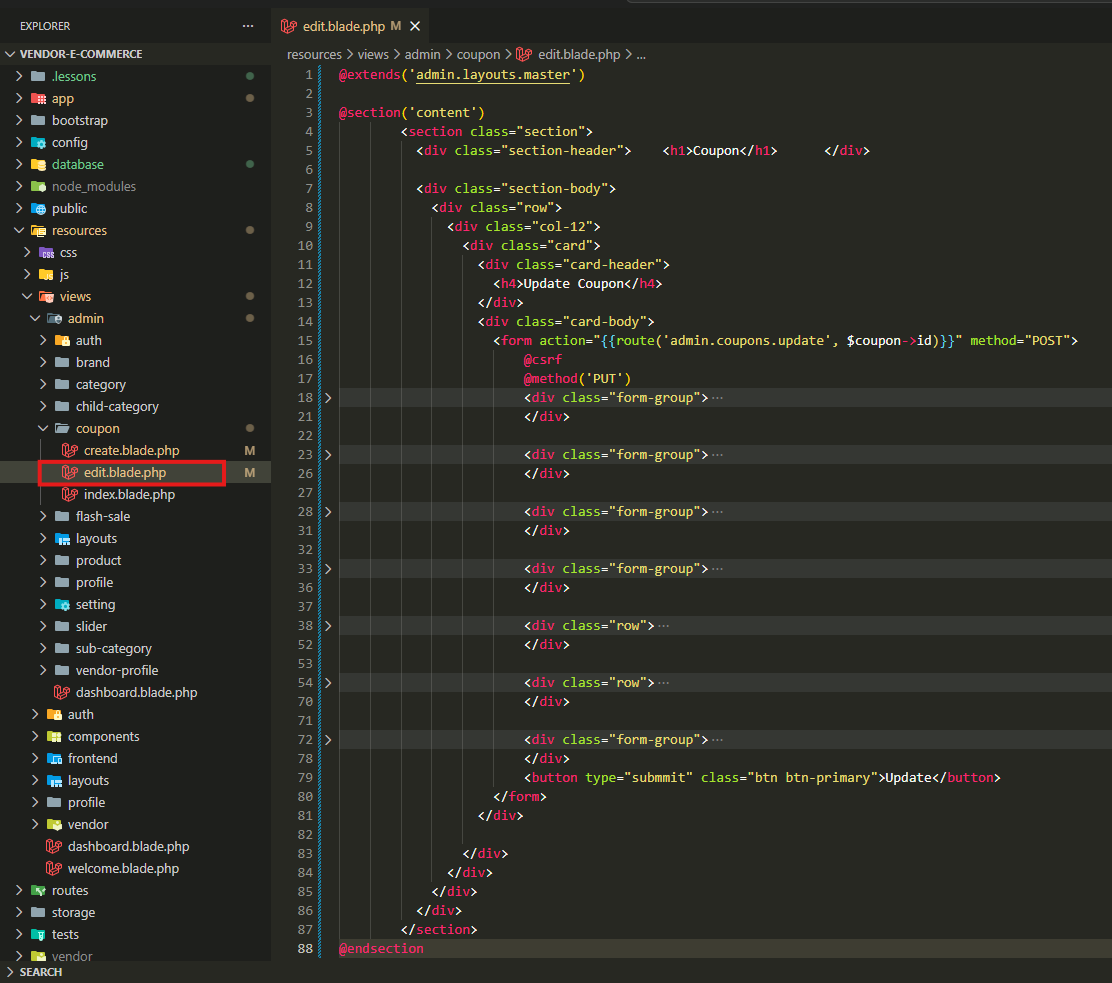 EXPLORER ...
VENDOR-E-COMMERCE
.lessons
app
bootstrap
config
database
node_modules
public
resources
css
js
views
admin
auth
brand
category
child-category
coupon
create.blade.php M
edit.blade.php M
index.blade.php
flash-sale
layouts
product
profile
setting
slider
sub-category
vendor-profile
dashboard.blade.php
auth
components
frontend
layouts
profile
vendor
dashboard.blade.php
welcome.blade.php
routes
storage
tests
vendor
SEARCH
edit.blade.php M
resources > views > admin > coupon > edit.blade.php > ...
1 @extends('admin.layouts.master')
2
3 @section('content')
4 <section class="section">
5 <div class="section-header"> <h1>Coupon</h1> </div>
6
7 <div class="section-body">
8 <div class="row">
9 <div class="col-12">
10 <div class="card">
11 <div class="card-header">
12 <h4>Update Coupon</h4>
13 </div>
14 <div class="card-body">
15 <form action="{{route('admin.coupons.update', $coupon->id)}}" method="POST">
16 @csrf
17 @method('PUT')
18 <div class="form-group"> ...
21 </div>
22
23 <div class="form-group"> ...
26 </div>
27
28 <div class="form-group"> ...
31 </div>
32
33 <div class="form-group"> ...
36 </div>
37
38 <div class="row"> ...
52 </div>
53
54 <div class="row"> ...
70 </div>
71
72 <div class="form-group"> ...
78 </div>
79 <button type="submmit" class="btn btn-primary">Update</button>
80 </form>
81 </div>
82
83 </div>
84 </div>
85 </div>
86 </div>
87 </section>
88 @endsection